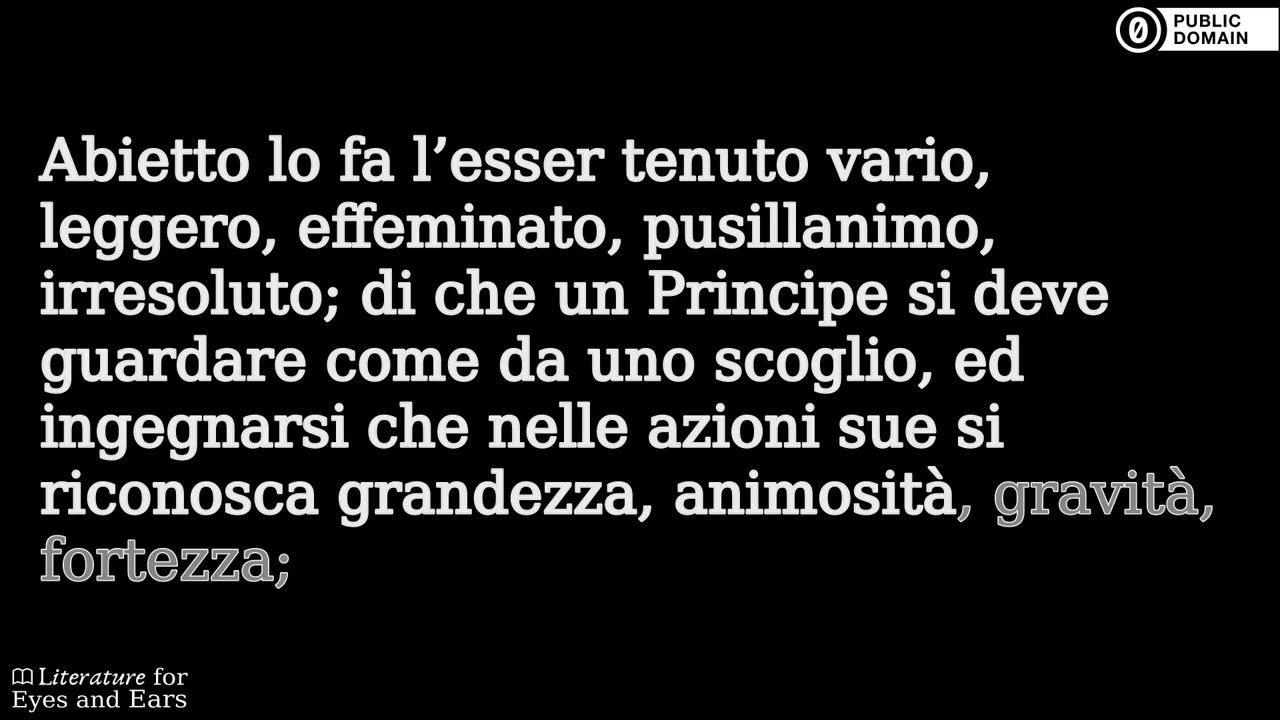 PUBLIC
DOMAIN
Abietto lo fa l’esser tenuto vario,
leggero, effeminato, pusillanimo,
irresoluto; di che un Principe si deve
guardare come da uno scoglio, ed
ingegnarsi che nelle azioni sue si
riconosca grandezza, animosità, gravità,
fortezza;
Literature for
Eyes and Ears